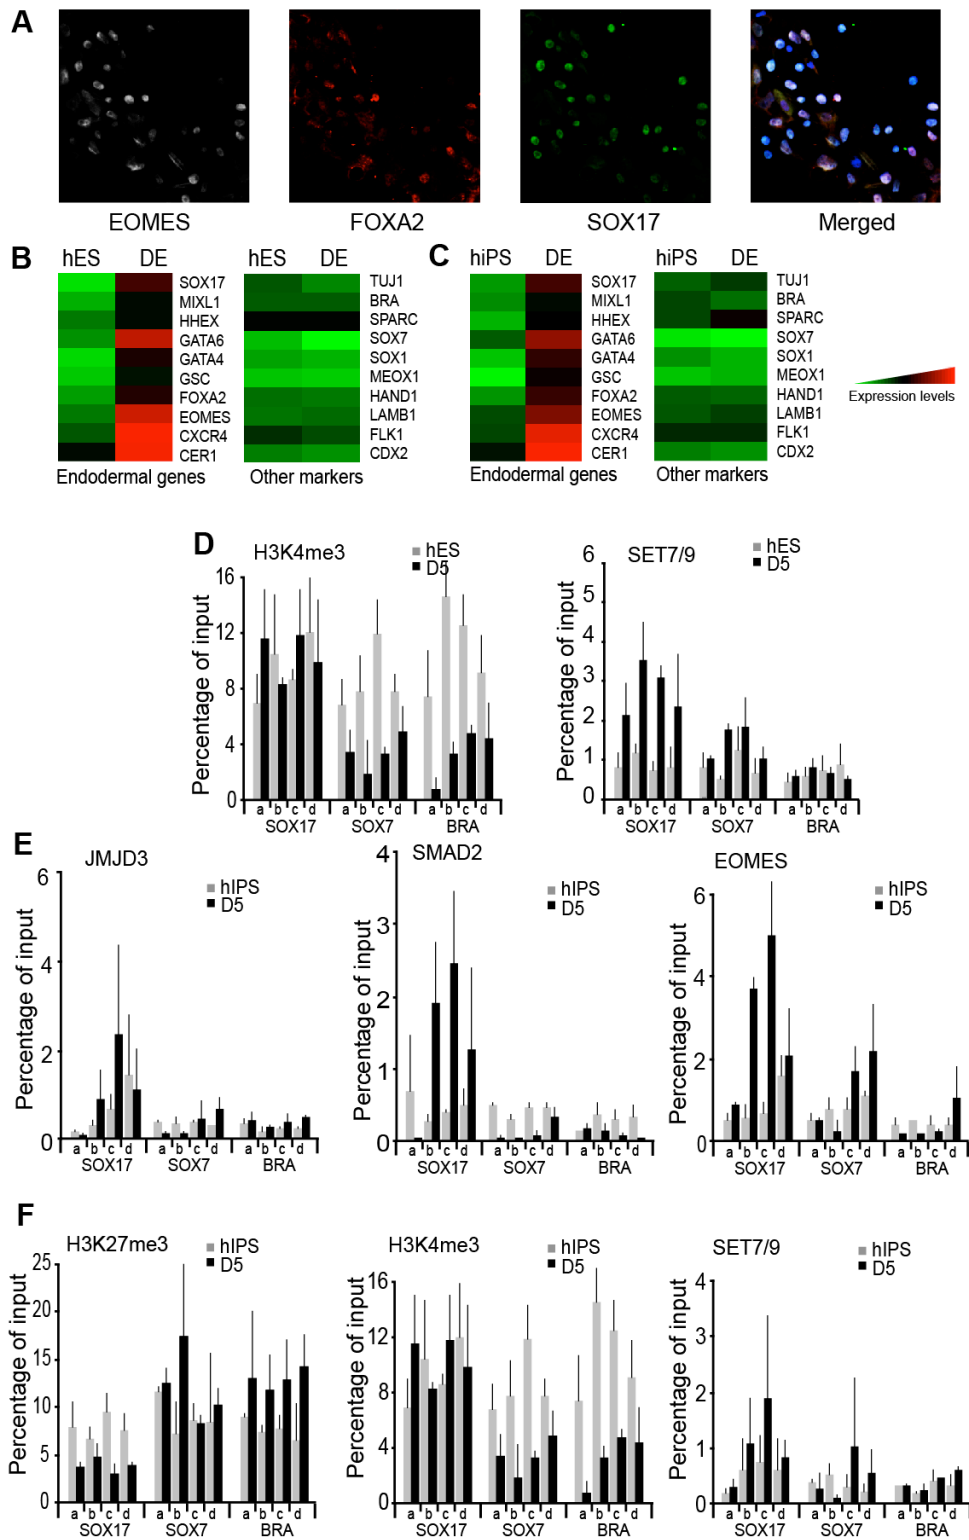 A
EOMES FOXA2 SOX17 Merged
B
hES DE hES DE
SOX17
MIXL1
HHEX
GATA6
GATA4
GSC
FOXA2
EOMES
CXCR4
CER1
Endodermal genes
TUJ1
BRA
SPARC
SOX7
SOX1
MEOX1
HAND1
LAMB1
FLK1
CDX2
Other markers
C
hiPS DE hiPS DE
SOX17
MIXL1
HHEX
GATA6
GATA4
GSC
FOXA2
EOMES
CXCR4
CER1
Endodermal genes
TUJ1
BRA
SPARC
SOX7
SOX1
MEOX1
HAND1
LAMB1
FLK1
CDX2
Other markers
Expression levels
D
H3K4me3
hES
D5
Percentage of input
16
12
8
4
0
a b c d a b c d a b c d
SOX17 SOX7 BRA
SET7/9
hES
D5
Percentage of input
6
5
4
3
2
1
0
a b c d a b c d a b c d
SOX17 SOX7 BRA
E
JMJD3
hIPS
D5
Percentage of input
6
4
2
0
a b c d a b c d a b c d
SOX17 SOX7 BRA
SMAD2
hIPS
D5
Percentage of input
4
3
2
1
0
a b c d a b c d a b c d
SOX17 SOX7 BRA
EOMES
hIPS
D5
Percentage of input
6
4
2
0
a b c d a b c d a b c d
SOX17 SOX7 BRA
F
H3K27me3
hIPS
D5
Percentage of input
25
20
15
10
5
0
a b c d a b c d a b c d
SOX17 SOX7 BRA
H3K4me3
hIPS
D5
Percentage of input
16
12
8
4
0
a b c d a b c d a b c d
SOX17 SOX7 BRA
SET7/9
hIPS
D5
Percentage of input
4
3
2
1
0
a b c d a b c d a b c d
SOX17 SOX7 BRA